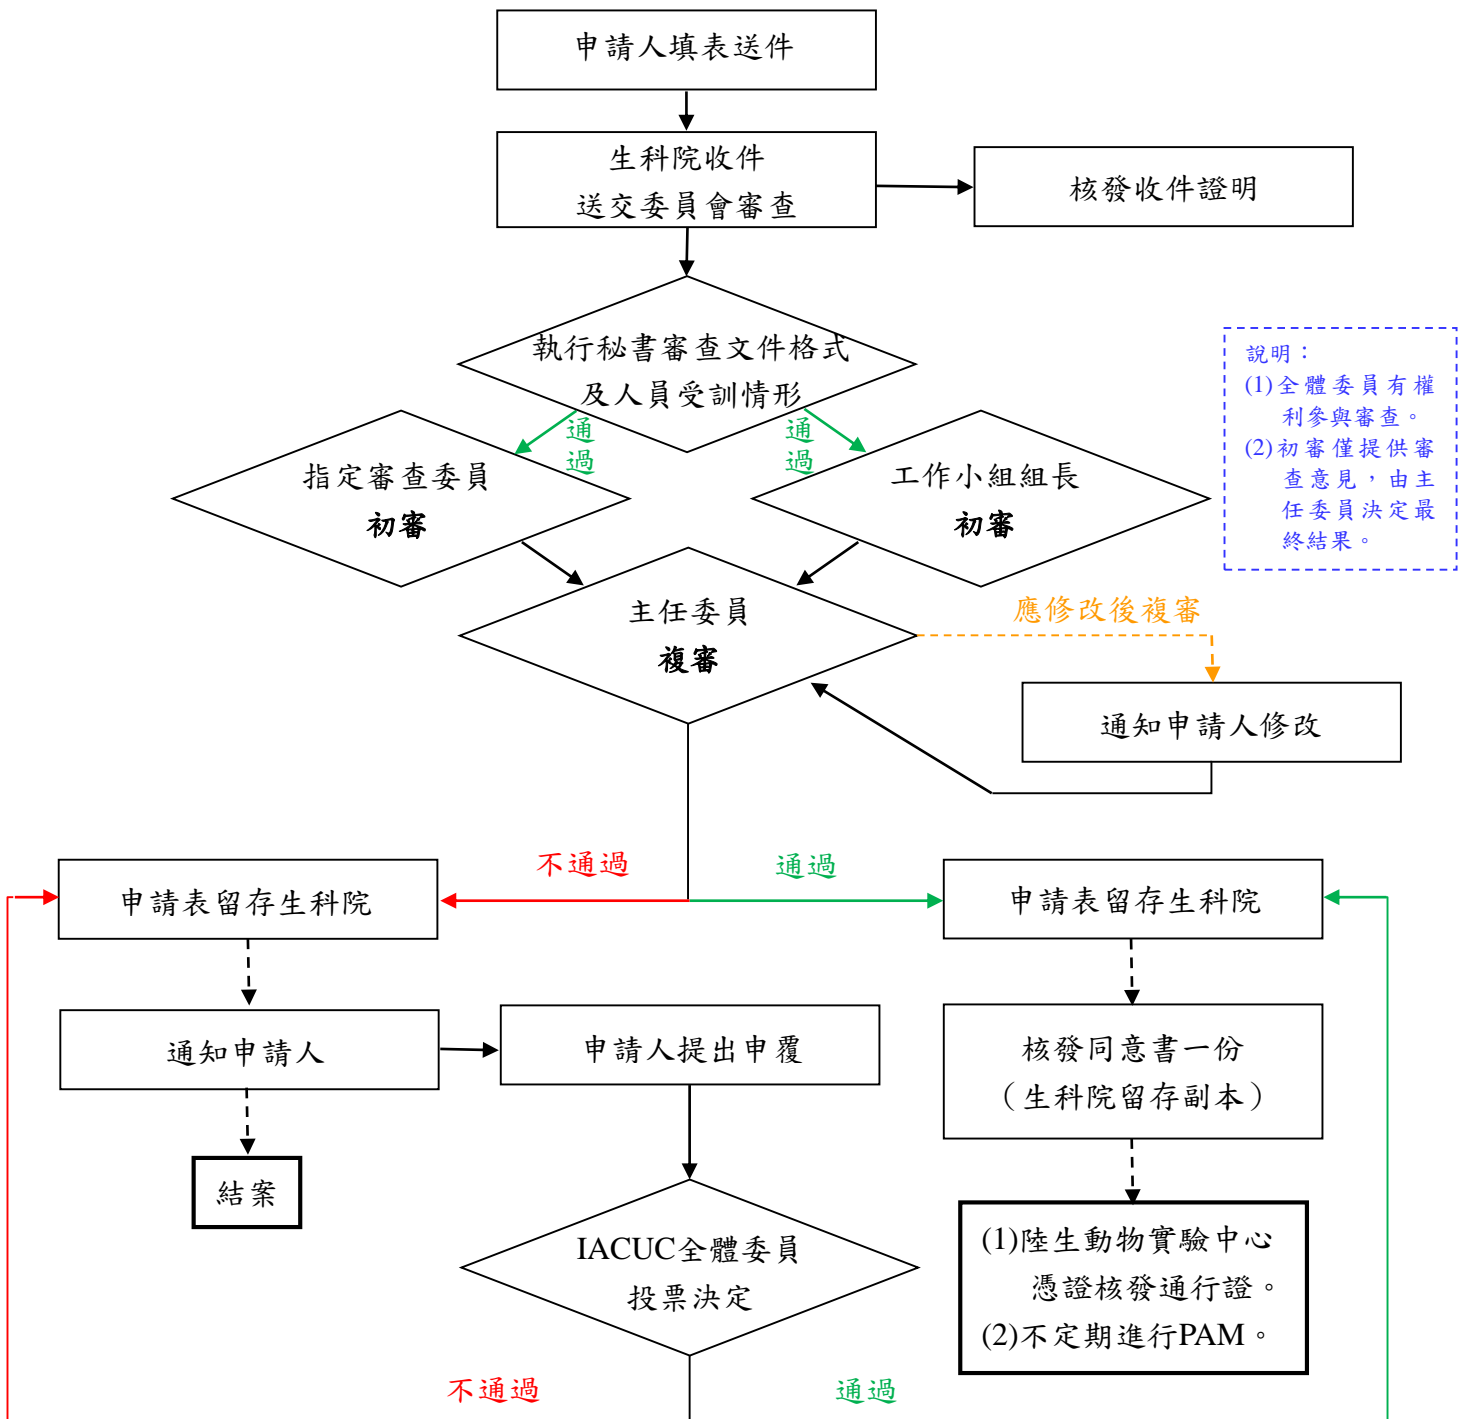 申請人填表送件
生科院收件
送交委員會審查
核發收件證明
執行秘書審查文件格式
及人員受訓情形
說明：
(1)全體委員有權
利參與審查。
(2)初審僅提供審
查意見，由主
任委員決定最
終結果。
通過
通過
指定審查委員
初審
工作小組組長
初審
主任委員
複審
應修改後複審
通知申請人修改
不通過
通過
申請表留存生科院
申請表留存生科院
通知申請人
申請人提出申覆
核發同意書一份
（生科院留存副本）
結案
IACUC全體委員
投票決定
(1)陸生動物實驗中心
憑證核發通行證。
(2)不定期進行PAM。
不通過
通過